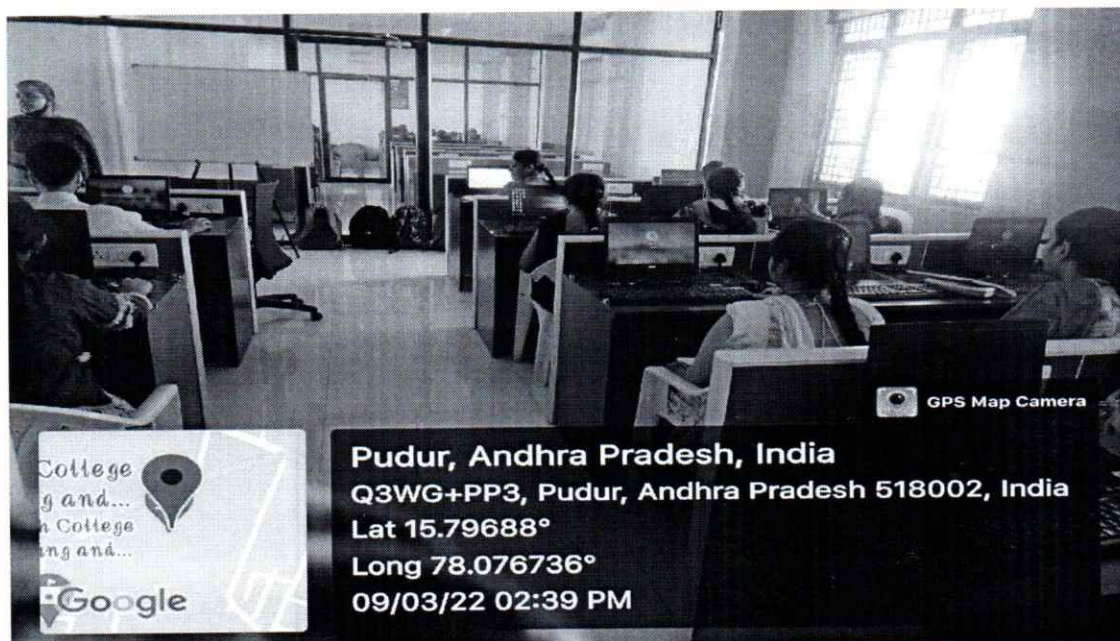 GPS Map Camera
College
g and...
College
ing and...
Google
Pudur, Andhra Pradesh, India
Q3WG+PP3, Pudur, Andhra Pradesh 518002, India
Lat 15.79688°
Long 78.076736°
09/03/22 02:39 PM